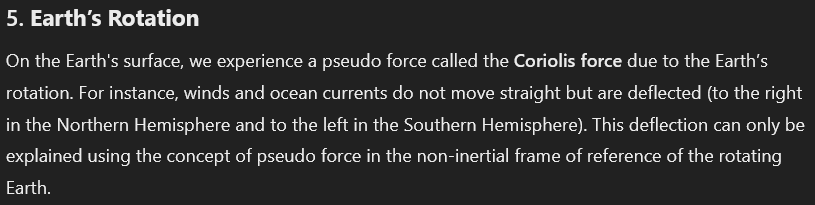 5. Earth’s Rotation
On the Earth's surface, we experience a pseudo force called the Coriolis force due to the Earth’s
rotation. For instance, winds and ocean currents do not move straight but are deflected (to the right
in the Northern Hemisphere and to the left in the Southern Hemisphere). This deflection can only be
explained using the concept of pseudo force in the non-inertial frame of reference of the rotating
Earth.